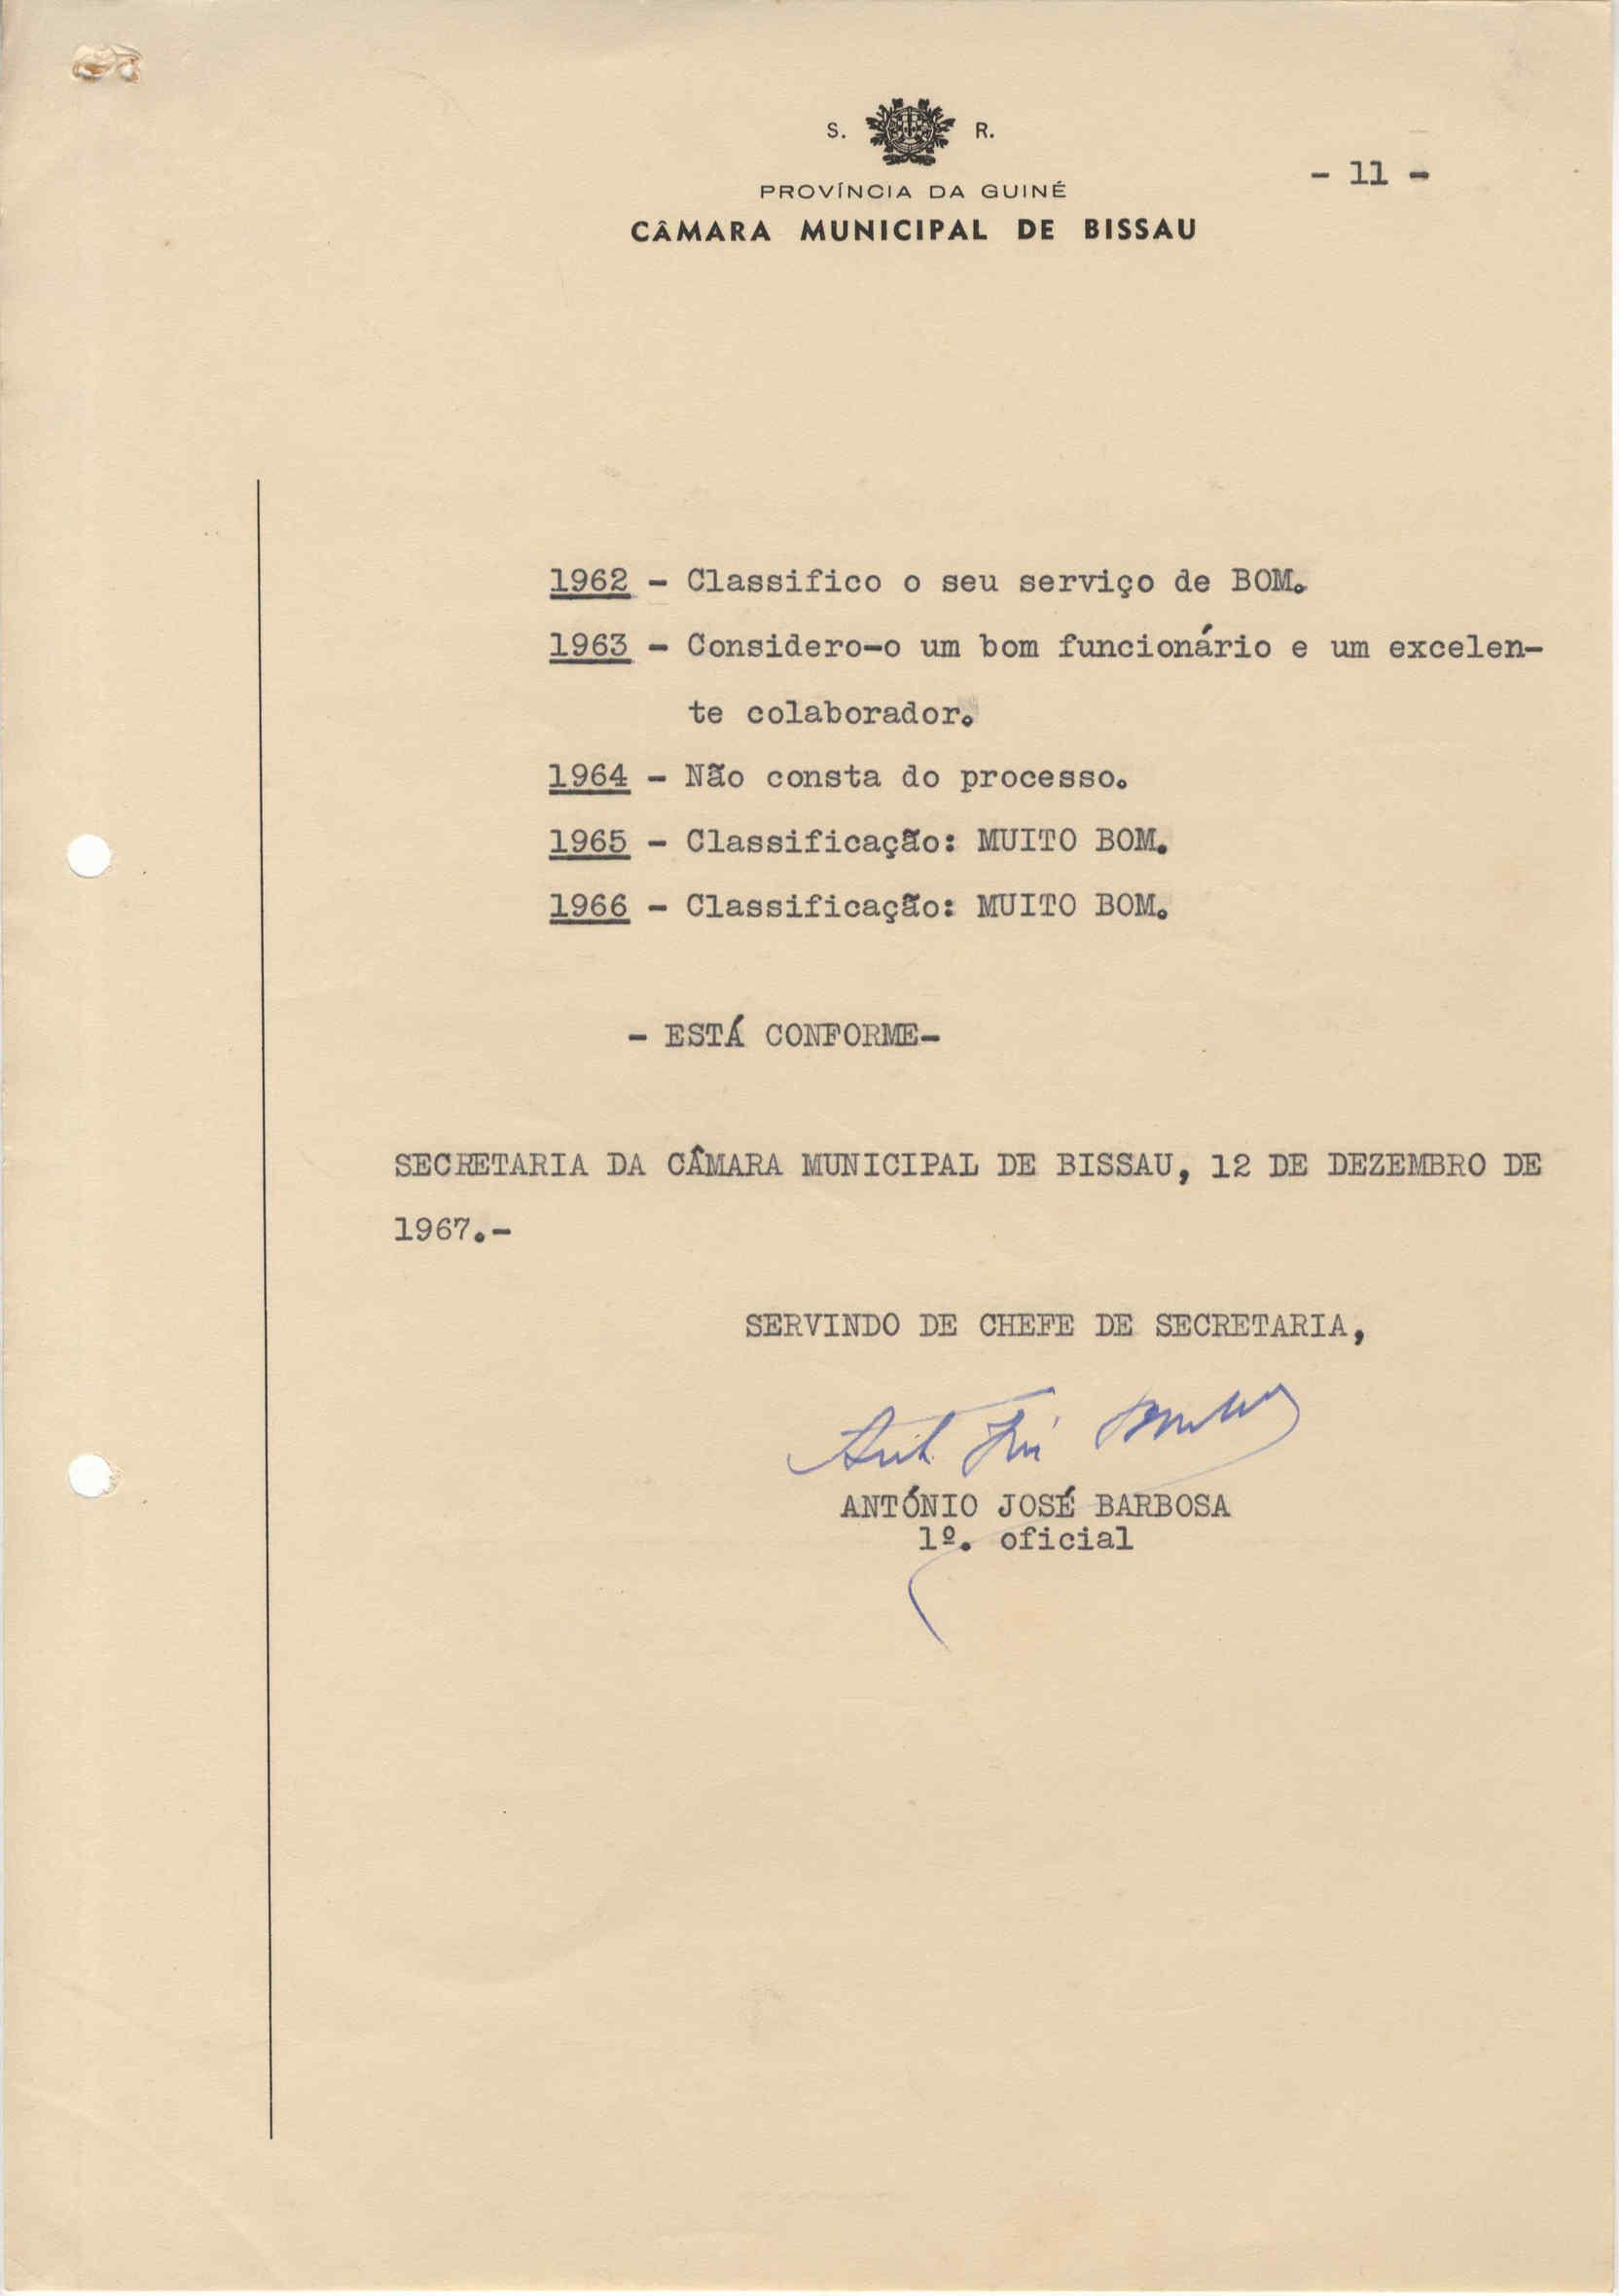 S. R.
- 11 -
PROVÍNCIA DA GUINÉ
CÂMARA MUNICIPAL DE BISSAU
1962 - Classifico o seu serviço de BOM.
1963 - Considero-o um bom funcionário e um excelen-
te colaborador.
1964 - Não consta do processo.
1965 - Classificação: MUITO BOM.
1966 - Classificação: MUITO BOM.
- ESTÁ CONFORME-
SECRETARIA DA CÂMARA MUNICIPAL DE BISSAU, 12 DE DEZEMBRO DE
1967.-
SERVINDO DE CHEFE DE SECRETARIA,
ANTÓNIO JOSÉ BARBOSA
1º. oficial